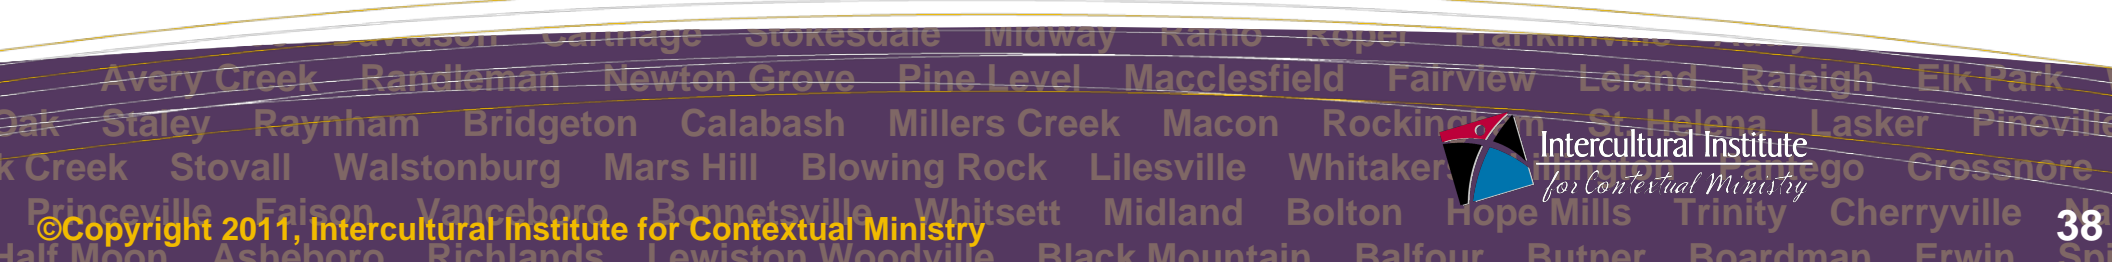 Davidson Carthage Stokesdale Midway Ranlo Roper Franklinville
Avery Creek Randleman Newton Grove Pine Level Macclesfield Fairview Leland Raleigh Elk Park
Oak Staley Raynham Bridgeton Calabash Millers Creek Macon Rockingham St. Helena Lasker Pineville
k Creek Stovall Walstonburg Mars Hill Blowing Rock Lilesville Whitakers Pantego Crossnore
Intercultural Institute
for Contextual Ministry
Princeville Faison Vanceboro Bonnetsville Whitsett Midland Bolton Hope Mills Trinity Cherryville Na
©Copyright 2011, Intercultural Institute for Contextual Ministry
38
Half Moon Asheboro Richlands Lewiston Woodville Black Mountain Balfour Butner Boardman Erwin Spi